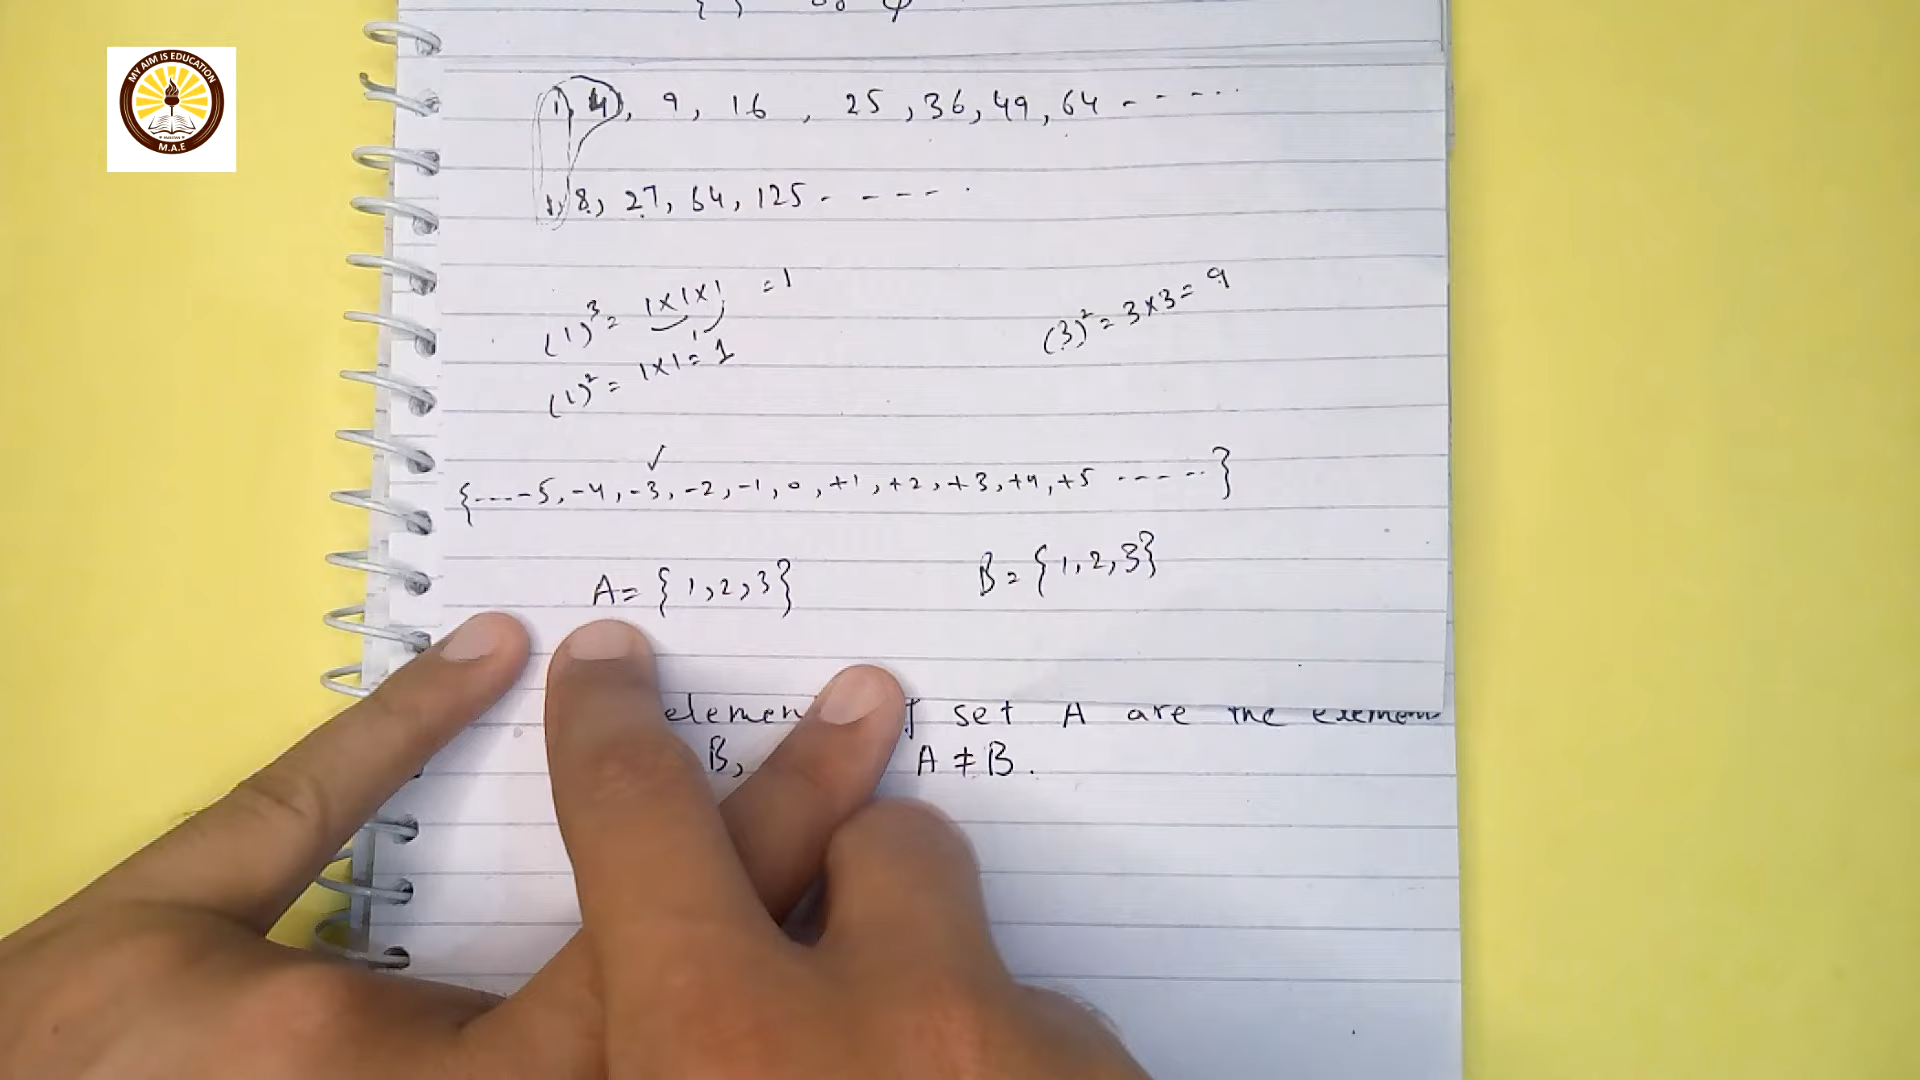 MY AIM IS EDUCATION
M.A.E
1, 4, 9, 16, 25, 36, 49, 64 - - - - - ..
1, 8, 27, 64, 125 - - - - - .
(1)³ = 1×1×1 = 1
1
(1)² = 1×1 = 1
(3)² = 3×3 = 9
✓
{---- -5, -4, -3, -2, -1, 0, +1, +2, +3, +4, +5 ------}
A = {1, 2, 3}
B = {1, 2, 3}
set A are the
B, A ≠ B.